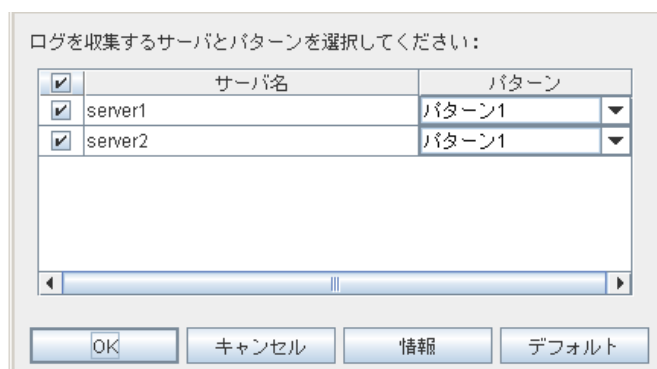 ログを収集するサーバとパターンを選択してください:
サーバ名 パターン
server1 パターン1
server2 パターン1
OK キャンセル 情報 デフォルト